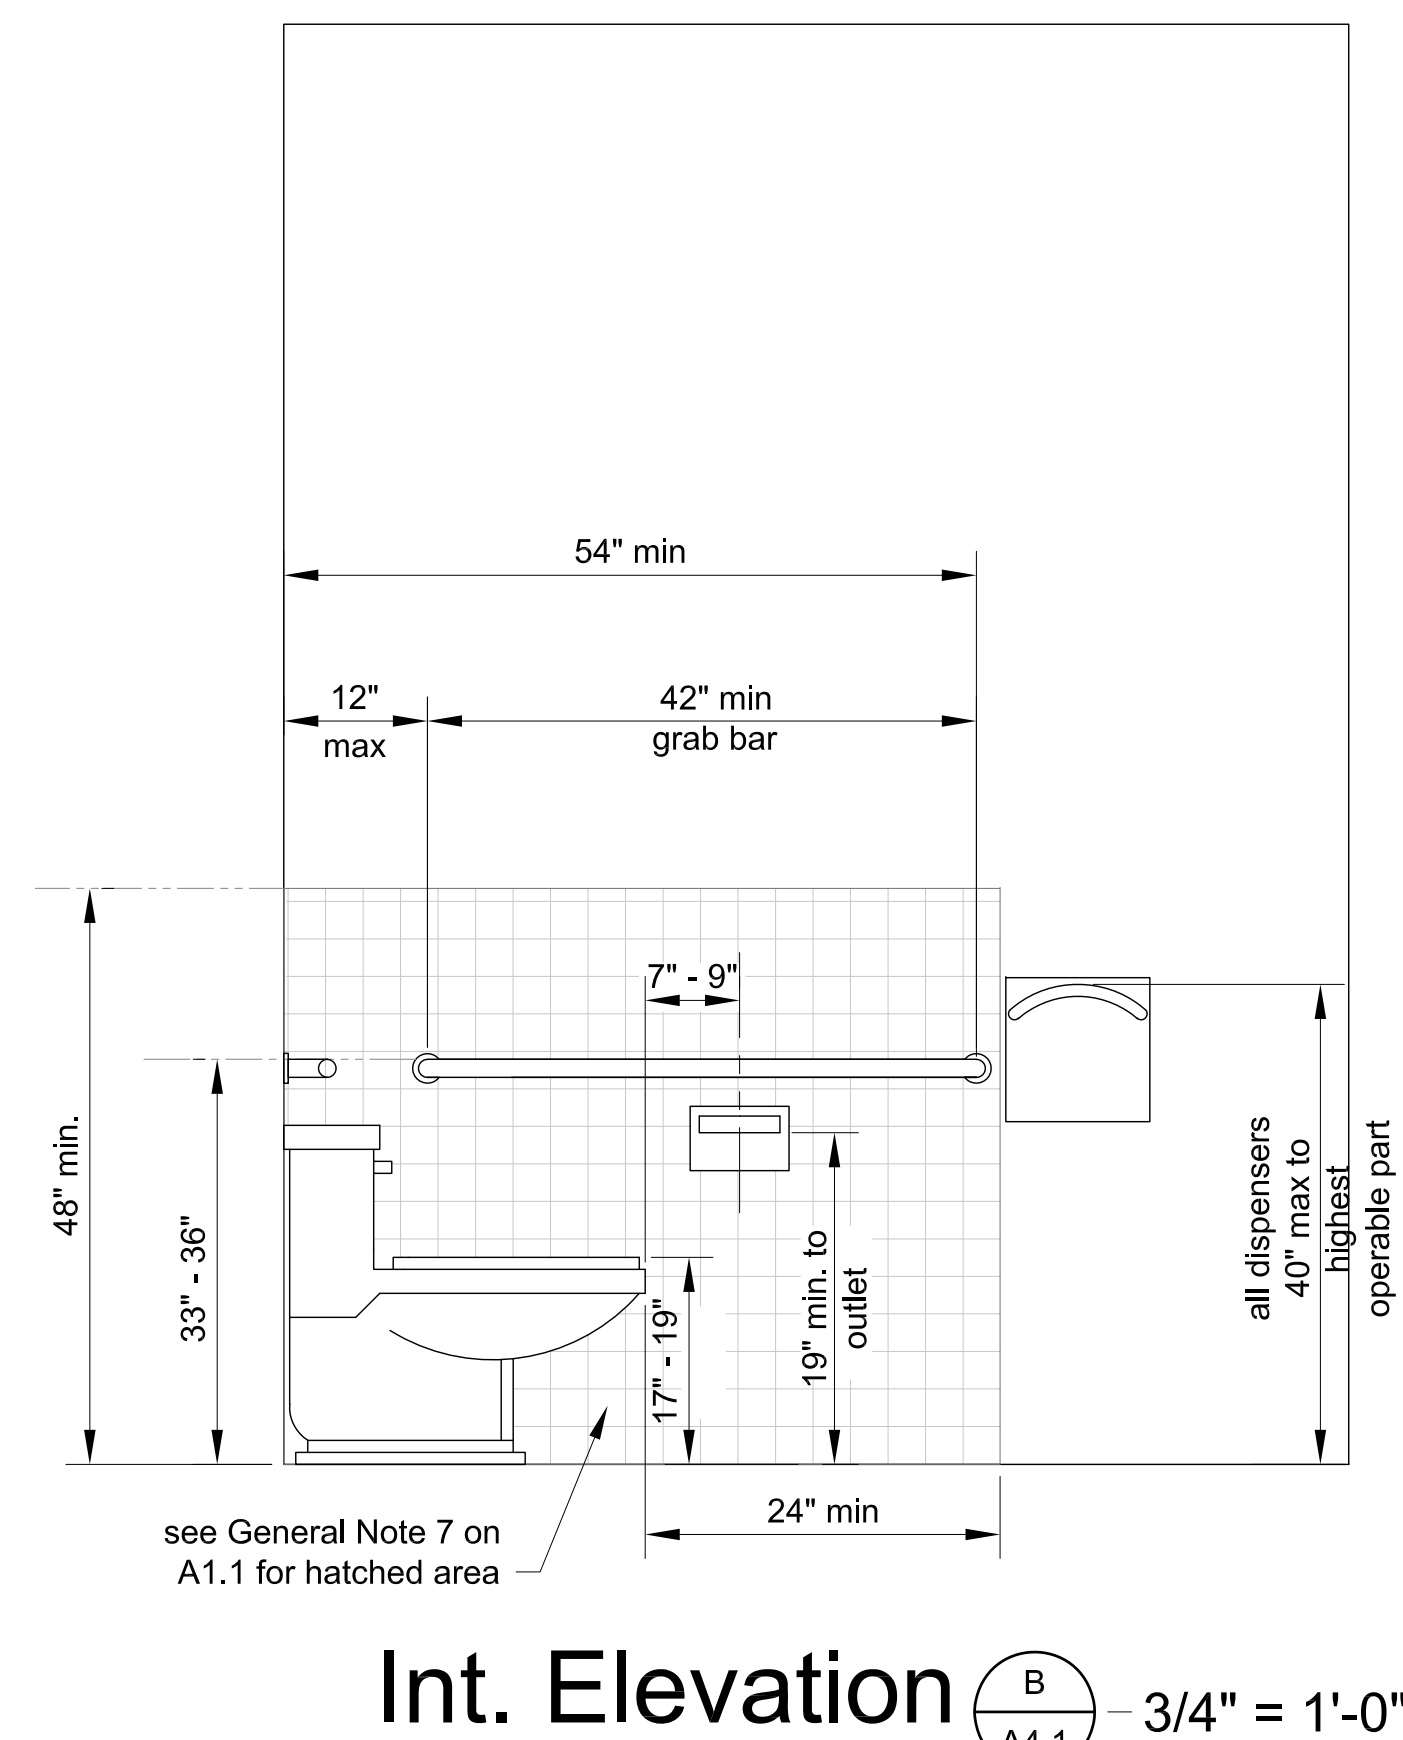 54" min
12"
max
42" min
grab bar
7" - 9"
48" min.
33" - 36"
17" - 19"
19" min. to
outlet
all dispensers
40" max to
highest
operable part
24" min
see General Note 7 on
A1.1 for hatched area
Int. Elevation
B
A4.1
3/4" = 1'-0"